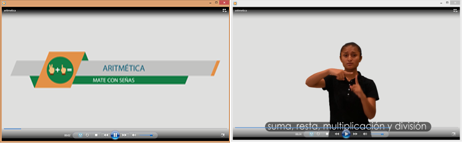 ARITMÉTICA
MATE CON SEÑAS
suma, resta, multiplicación y división